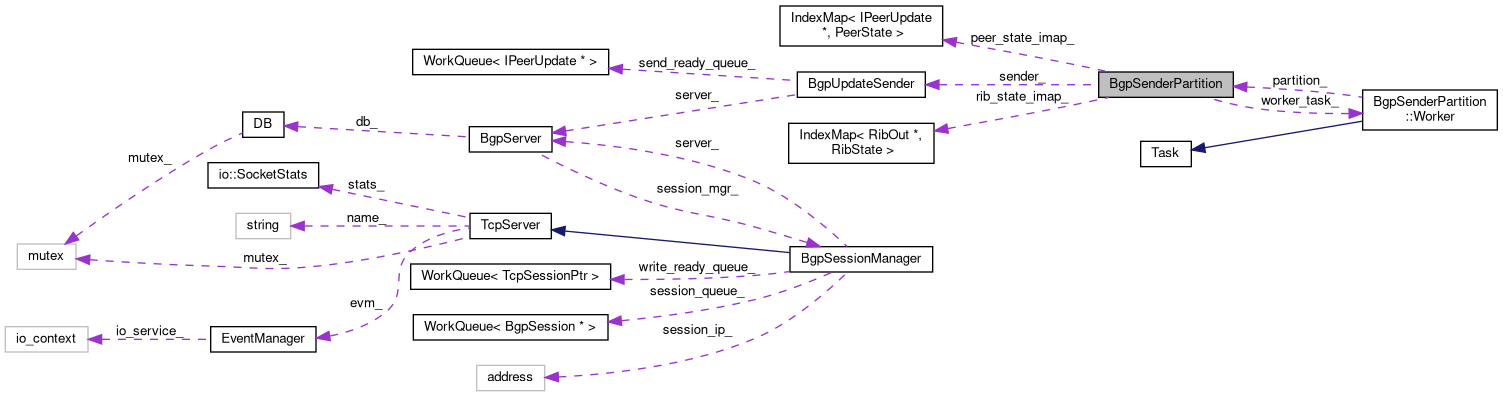 IndexMap< IPeerUpdate
*, PeerState >
peer_state_imap_
WorkQueue< IPeerUpdate * >
send_ready_queue_
BgpUpdateSender
sender_
BgpSenderPartition
partition_
worker_task_
BgpSenderPartition
::Worker
rib_state_imap_
server_
DB
db_
BgpServer
IndexMap< RibOut *,
RibState >
Task
mutex_
server_
io::SocketStats
stats_
session_mgr_
string
name_
TcpServer
mutex
mutex_
BgpSessionManager
WorkQueue< TcpSessionPtr >
write_ready_queue_
session_queue_
evm_
WorkQueue< BgpSession * >
session_ip_
io_context
io_service_
EventManager
address